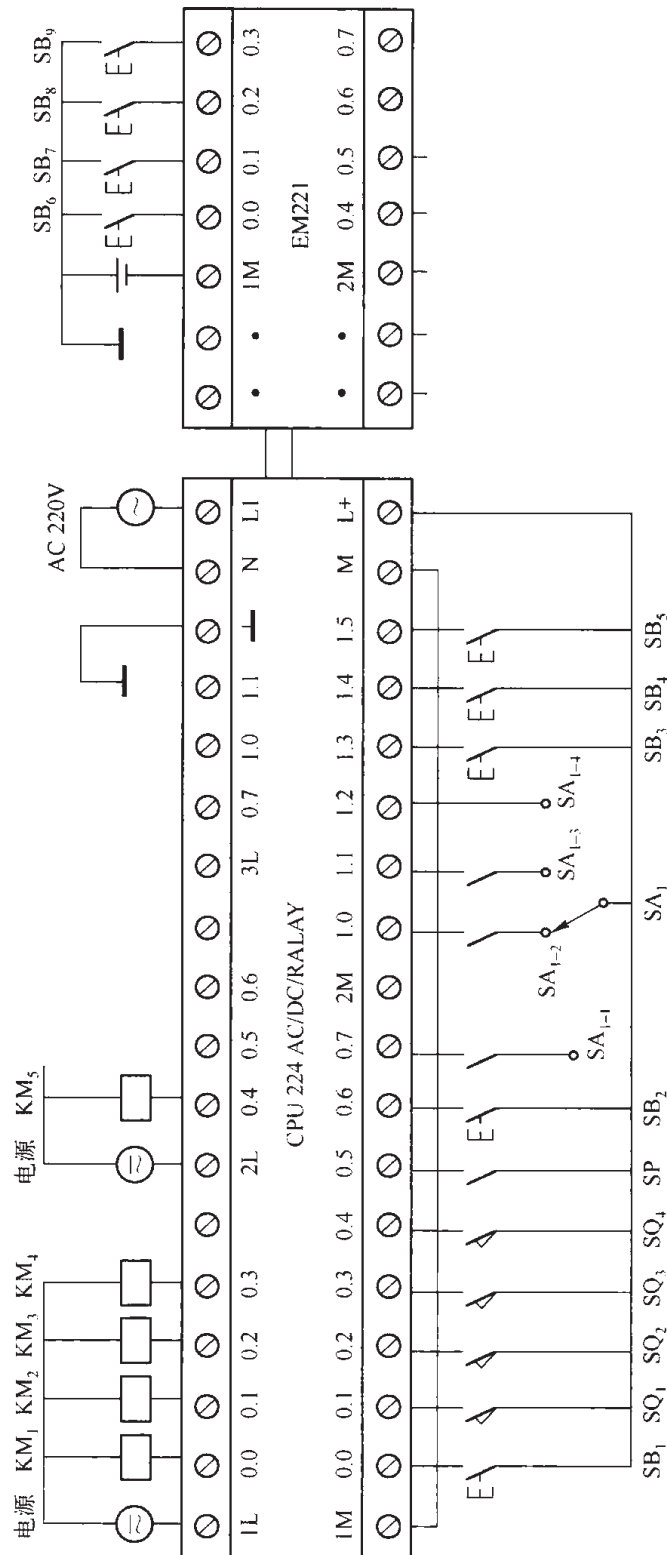 电源 KM1 KM2 KM3 KM4 电源 KM5 AC 220V
1L 0.0 0.1 0.2 0.3 2L 0.4 0.5 0.6 3L 0.7 1.0 1.1 N L1
CPU 224 AC/DC/RALAY
1M 0.0 0.1 0.2 0.3 0.4 0.5 0.6 0.7 2M 1.0 1.1 1.2 1.3 1.4 1.5 M L+
SA1-1 SA1-2 SA1-3 SA1-4
SB1 SQ1 SQ2 SQ3 SQ4 SP SB2 SA1 SB3 SB4 SB5
SB6 SB7 SB8 SB9
1M 0.0 0.1 0.2 0.3
EM221
2M 0.4 0.5 0.6 0.7